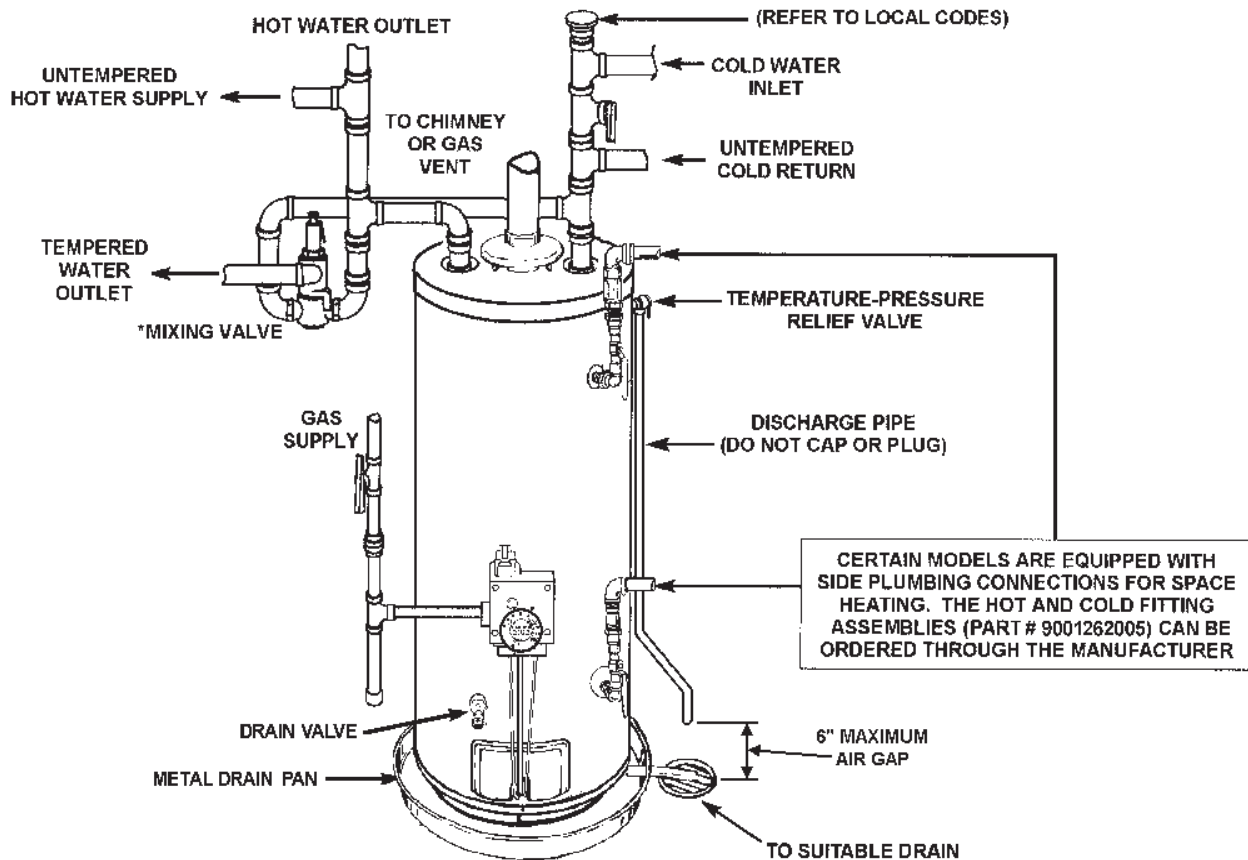 (REFER TO LOCAL CODES)
HOT WATER OUTLET
UNTEMPERED
HOT WATER SUPPLY
COLD WATER
INLET
TO CHIMNEY
OR GAS
VENT
UNTEMPERED
COLD RETURN
TEMPERED
WATER
OUTLET
*MIXING VALVE
TEMPERATURE-PRESSURE
RELIEF VALVE
GAS
SUPPLY
DISCHARGE PIPE
(DO NOT CAP OR PLUG)
CERTAIN MODELS ARE EQUIPPED WITH
SIDE PLUMBING CONNECTIONS FOR SPACE
HEATING. THE HOT AND COLD FITTING
ASSEMBLIES (PART # 9001262005) CAN BE
ORDERED THROUGH THE MANUFACTURER
DRAIN VALVE
6" MAXIMUM
AIR GAP
METAL DRAIN PAN
TO SUITABLE DRAIN